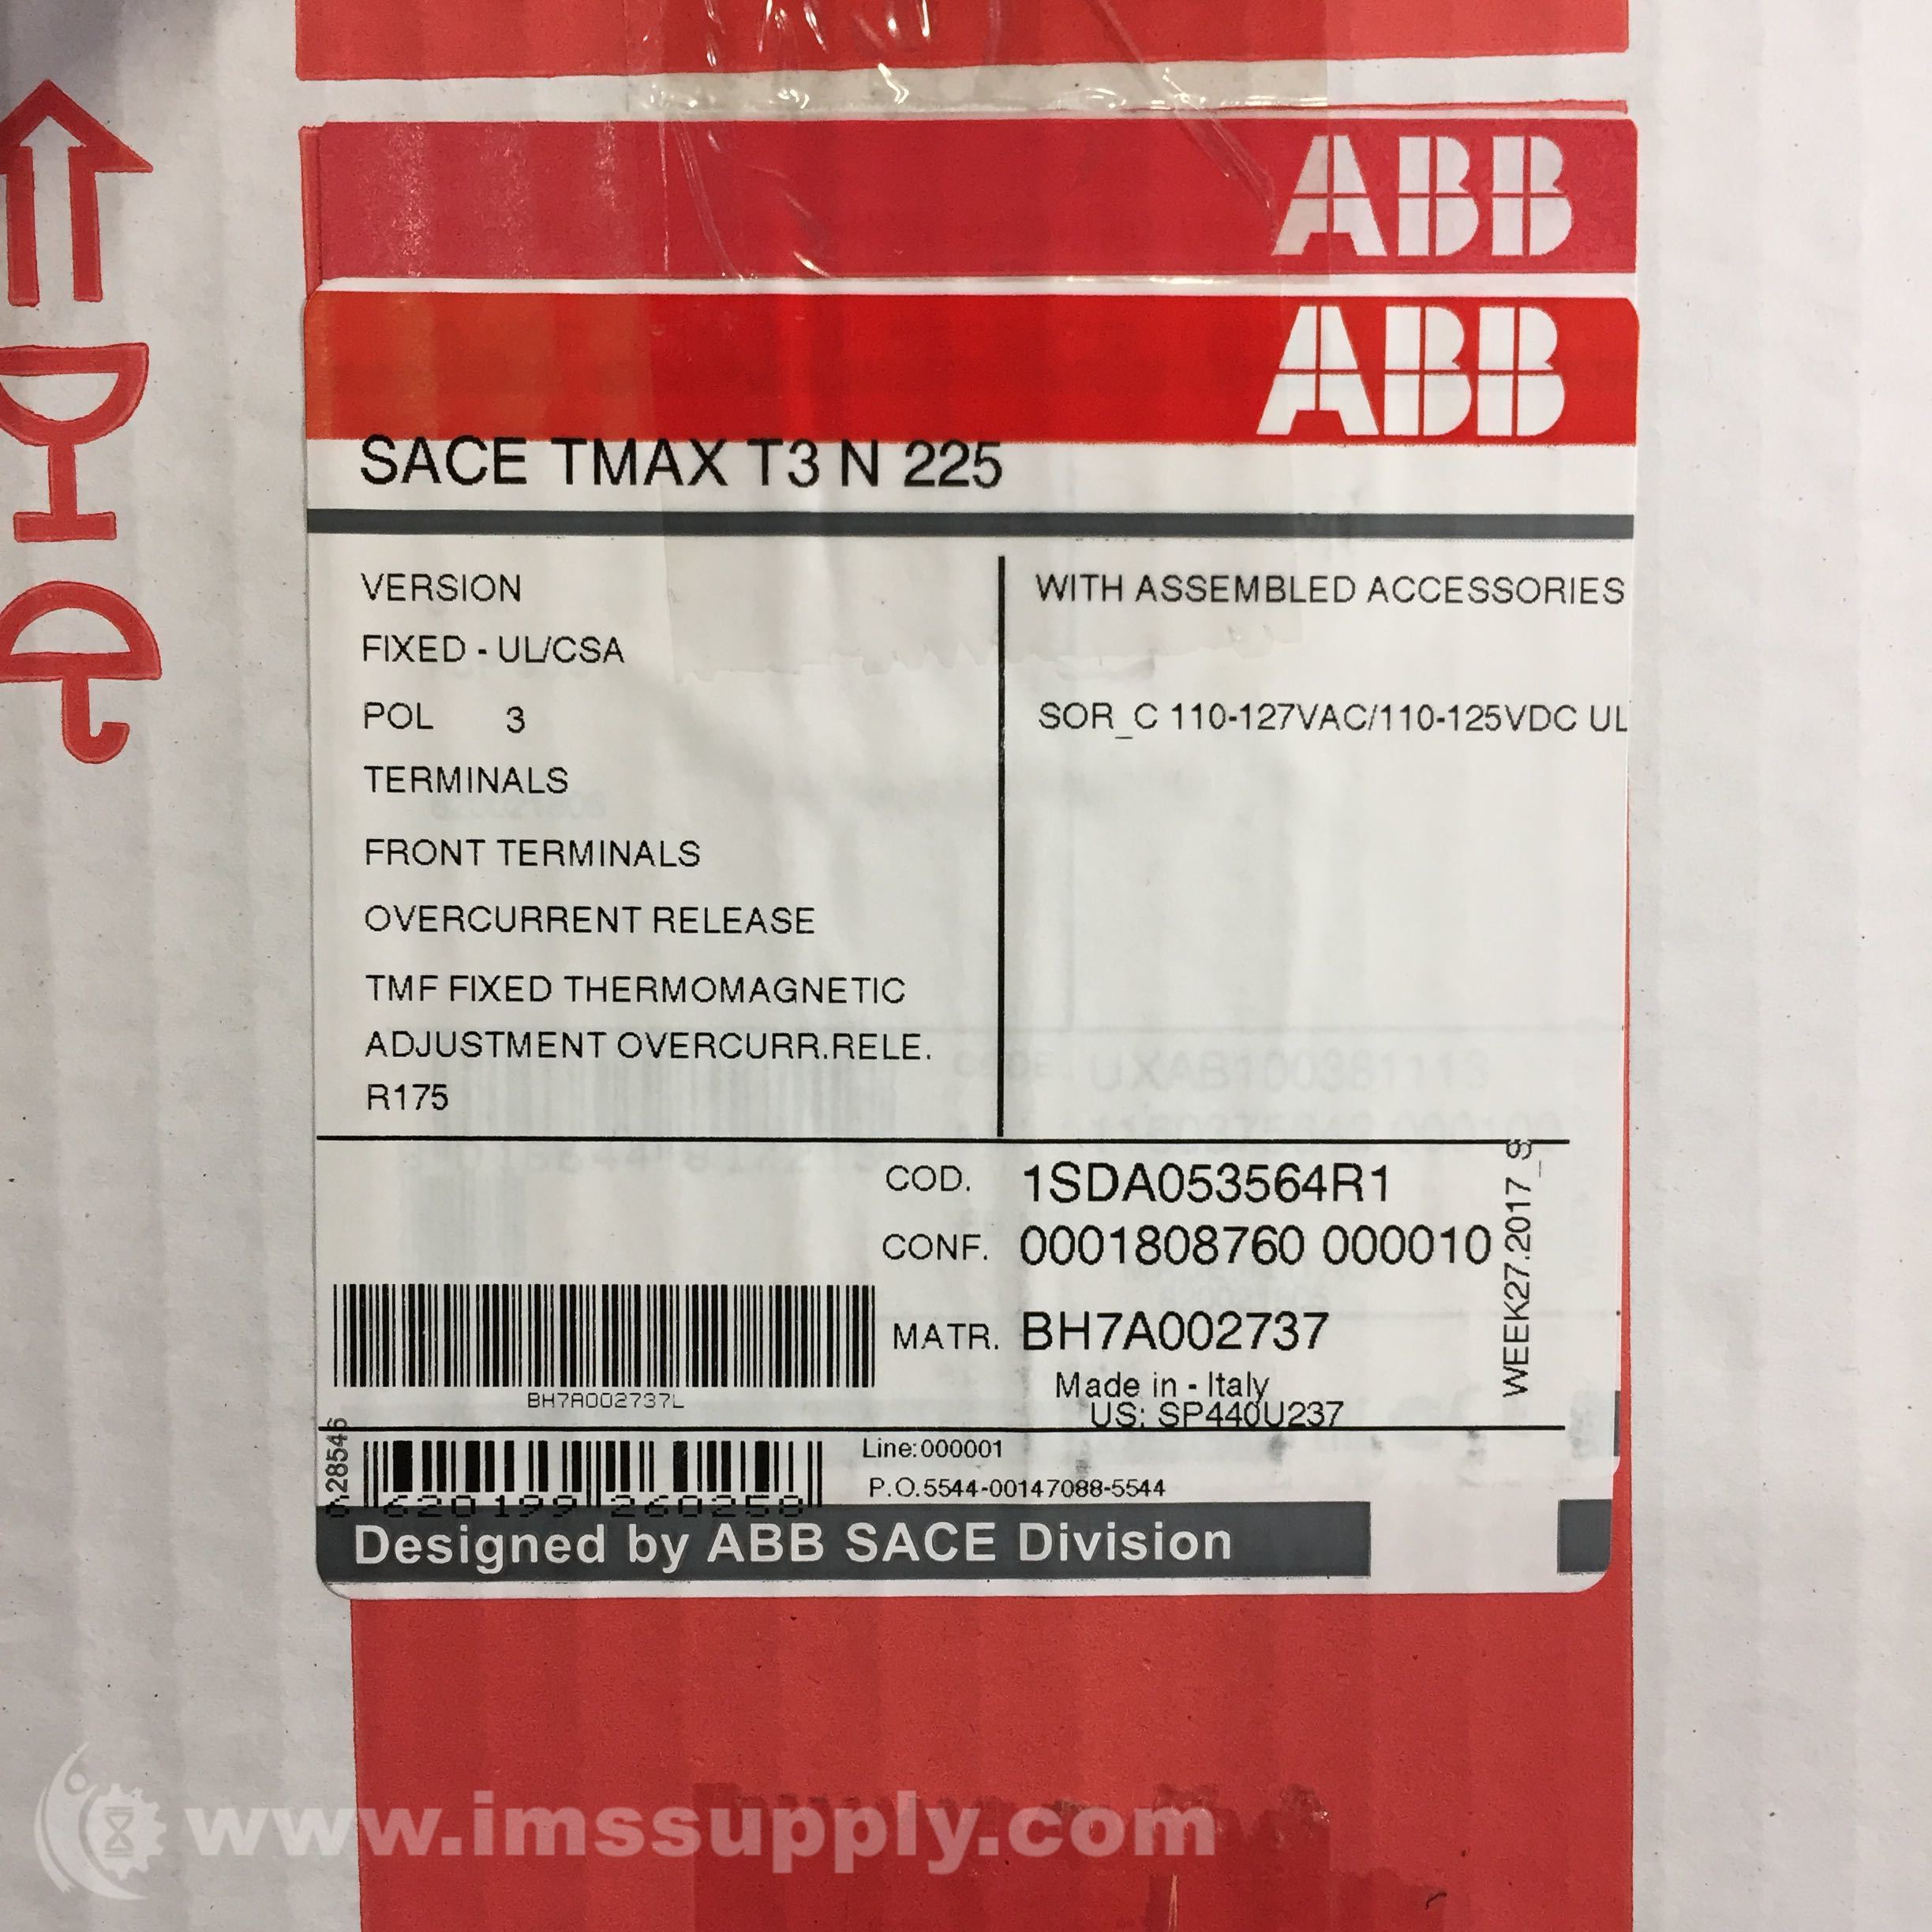 ABB
ABB
SACE TMAX T3 N 225
VERSION
FIXED - UL/CSA
POL 3
TERMINALS
FRONT TERMINALS
OVERCURRENT RELEASE
TMF FIXED THERMOMAGNETIC
ADJUSTMENT OVERCURR.RELE.
R175
WITH ASSEMBLED ACCESSORIES
SOR_C 110-127VAC/110-125VDC UL
COD. 1SDA053564R1
CONF. 0001808760 000010
MATR. BH7A002737
Made in - Italy
US: SP440U237
WEEK27.2017_S
BH7A002737L
Line:000001
P.O.5544-00147088-5544
620199 260250
Designed by ABB SACE Division
www.imssupply.com